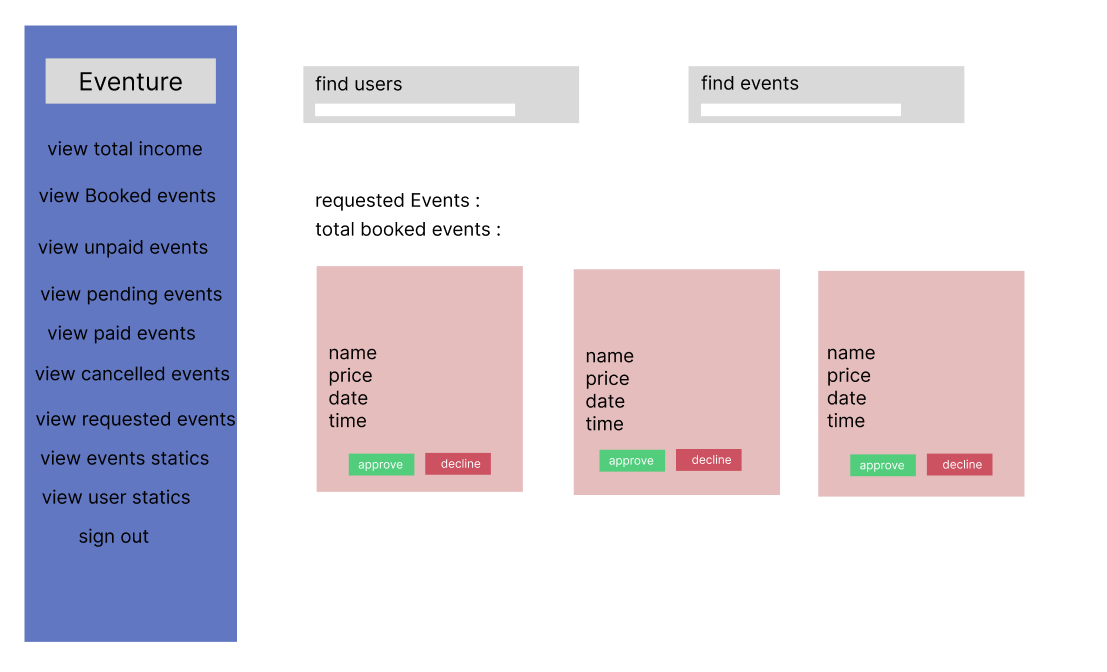 Eventure
view total income
view Booked events
view unpaid events
view pending events
view paid events
view cancelled events
view requested events
view events statics
view user statics
sign out
find users
find events
requested Events :
total booked events :
name
price
date
time
approve
decline
name
price
date
time
approve
decline
name
price
date
time
approve
decline